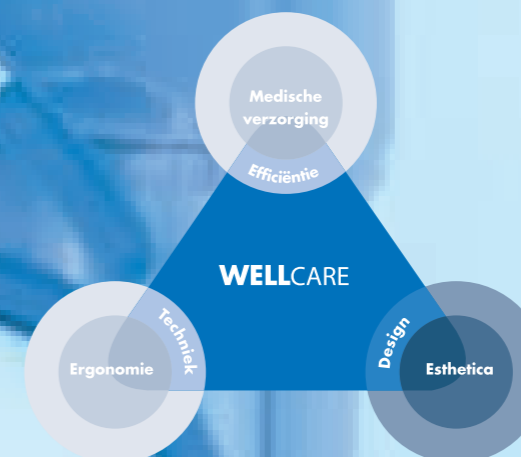 Medische
verzorging
Efficiëntie
WELLCARE
Techniek
Design
Ergonomie
Esthetica